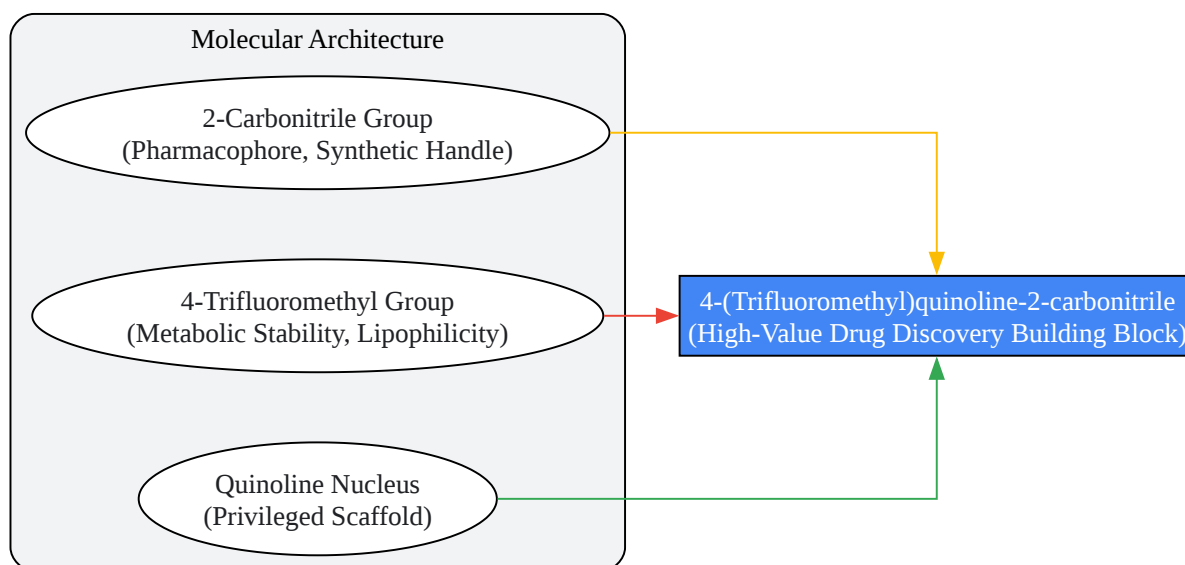 Molecular Architecture
2-Carbonitrile Group
(Pharmacophore, Synthetic Handle)
4-Trifluoromethyl Group
(Metabolic Stability, Lipophilicity)
4-(Trifluoromethyl)quinoline-2-carbonitrile
(High-Value Drug Discovery Building Block)
Quinoline Nucleus
(Privileged Scaffold)